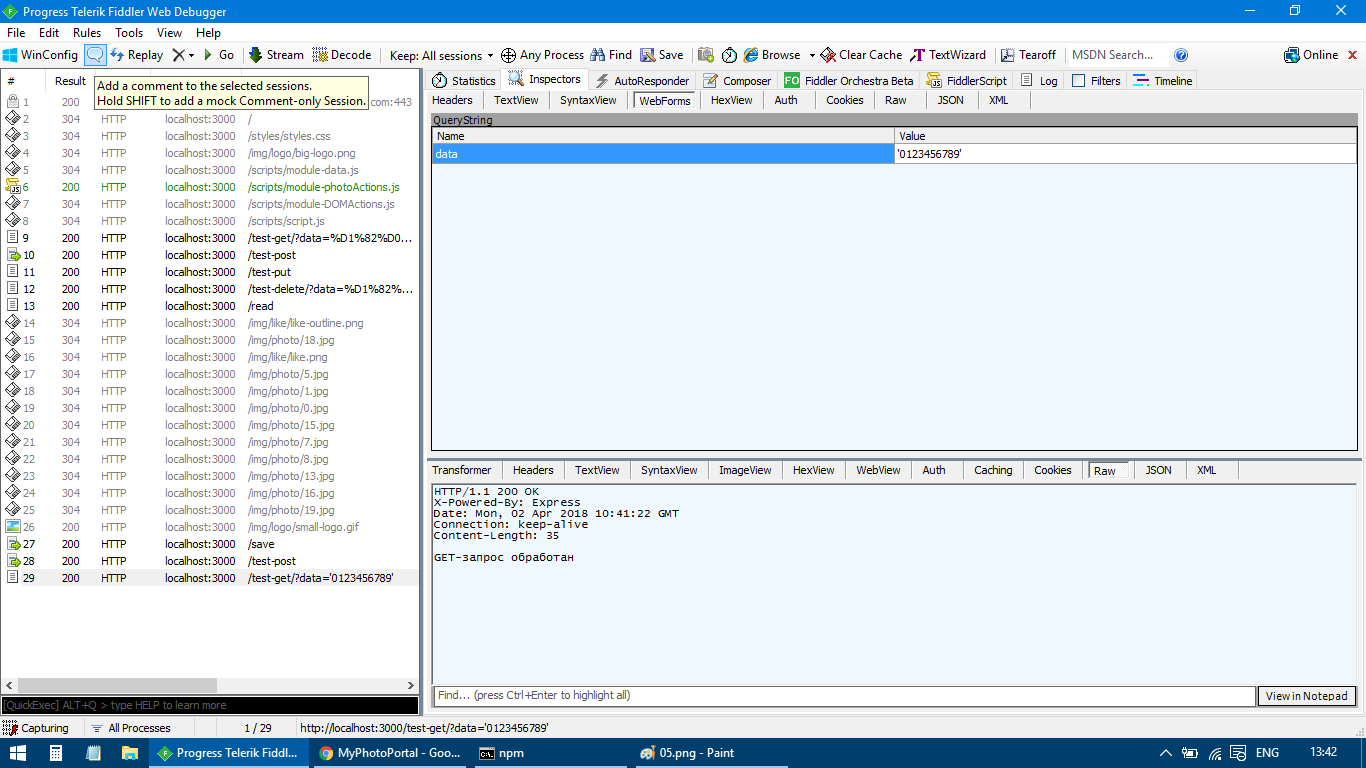 Progress Telerik Fiddler Web Debugger
File Edit Rules Tools View Help
WinConfig Replay Go Stream Decode Keep: All sessions Any Process Find Save Browse Clear Cache TextWizard Tearoff MSDN Search... Online
# Result
Add a comment to the selected sessions.
Hold SHIFT to add a mock Comment-only Session.
1 200 com:443
2 304 HTTP localhost:3000 /
3 304 HTTP localhost:3000 /styles/styles.css
4 304 HTTP localhost:3000 /img/logo/big-logo.png
5 304 HTTP localhost:3000 /scripts/module-data.js
6 200 HTTP localhost:3000 /scripts/module-photoActions.js
7 304 HTTP localhost:3000 /scripts/module-DOMActions.js
8 304 HTTP localhost:3000 /scripts/script.js
9 200 HTTP localhost:3000 /test-get/?data=%D1%82%D0...
10 200 HTTP localhost:3000 /test-post
11 200 HTTP localhost:3000 /test-put
12 200 HTTP localhost:3000 /test-delete/?data=%D1%82%...
13 200 HTTP localhost:3000 /read
14 304 HTTP localhost:3000 /img/like/like-outline.png
15 304 HTTP localhost:3000 /img/photo/18.jpg
16 304 HTTP localhost:3000 /img/like/like.png
17 304 HTTP localhost:3000 /img/photo/5.jpg
18 304 HTTP localhost:3000 /img/photo/1.jpg
19 304 HTTP localhost:3000 /img/photo/0.jpg
20 304 HTTP localhost:3000 /img/photo/15.jpg
21 304 HTTP localhost:3000 /img/photo/7.jpg
22 304 HTTP localhost:3000 /img/photo/8.jpg
23 304 HTTP localhost:3000 /img/photo/13.jpg
24 304 HTTP localhost:3000 /img/photo/16.jpg
25 304 HTTP localhost:3000 /img/photo/19.jpg
26 200 HTTP localhost:3000 /img/logo/small-logo.gif
27 200 HTTP localhost:3000 /save
28 200 HTTP localhost:3000 /test-post
29 200 HTTP localhost:3000 /test-get/?data='0123456789'
[QuickExec] ALT+Q > type HELP to learn more
Statistics Inspectors AutoResponder Composer FO Fiddler Orchestra Beta FiddlerScript Log Filters Timeline
Headers TextView SyntaxView WebForms HexView Auth Cookies Raw JSON XML
QueryString
Name Value
data '0123456789'
Transformer Headers TextView SyntaxView ImageView HexView WebView Auth Caching Cookies Raw JSON XML
HTTP/1.1 200 OK
X-Powered-By: Express
Date: Mon, 02 Apr 2018 10:41:22 GMT
Connection: keep-alive
Content-Length: 35
GET-запрос обработан
Find... (press Ctrl+Enter to highlight all) View in Notepad
Capturing All Processes 1 / 29 http://localhost:3000/test-get/?data='0123456789'
Progress Telerik Fiddl... MyPhotoPortal - Goo... npm 05.png - Paint ENG 13:42